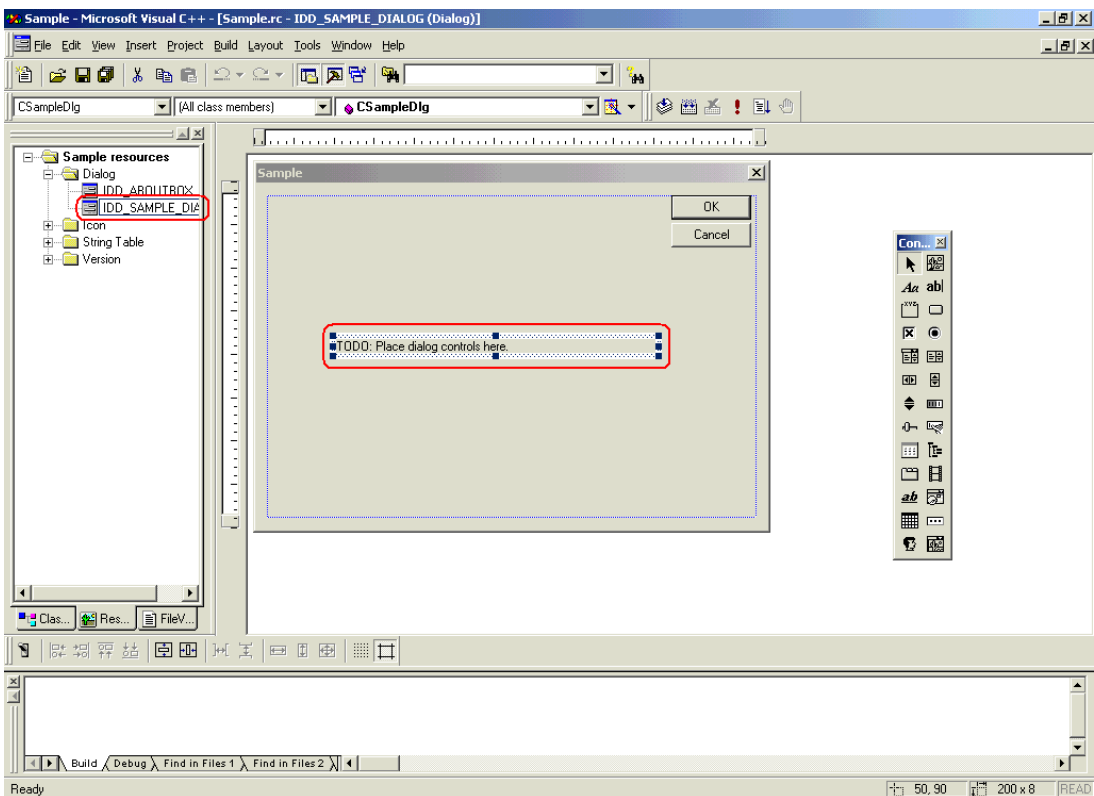 Sample - Microsoft Visual C++ - [Sample.rc - IDD_SAMPLE_DIALOG (Dialog)]
File Edit View Insert Project Build Layout Tools Window Help
CSampleDlg (All class members) CSampleDlg
Sample resources
Dialog
IDD_ABOUTBOX
IDD_SAMPLE_DIA
Icon
String Table
Version
Sample
OK
Cancel
TODO: Place dialog controls here.
Con...
Aa ab|
XYZ
ab
Clas... Res... FileV...
Build Debug Find in Files 1 Find in Files 2
Ready 50, 90 200 x 8 READ